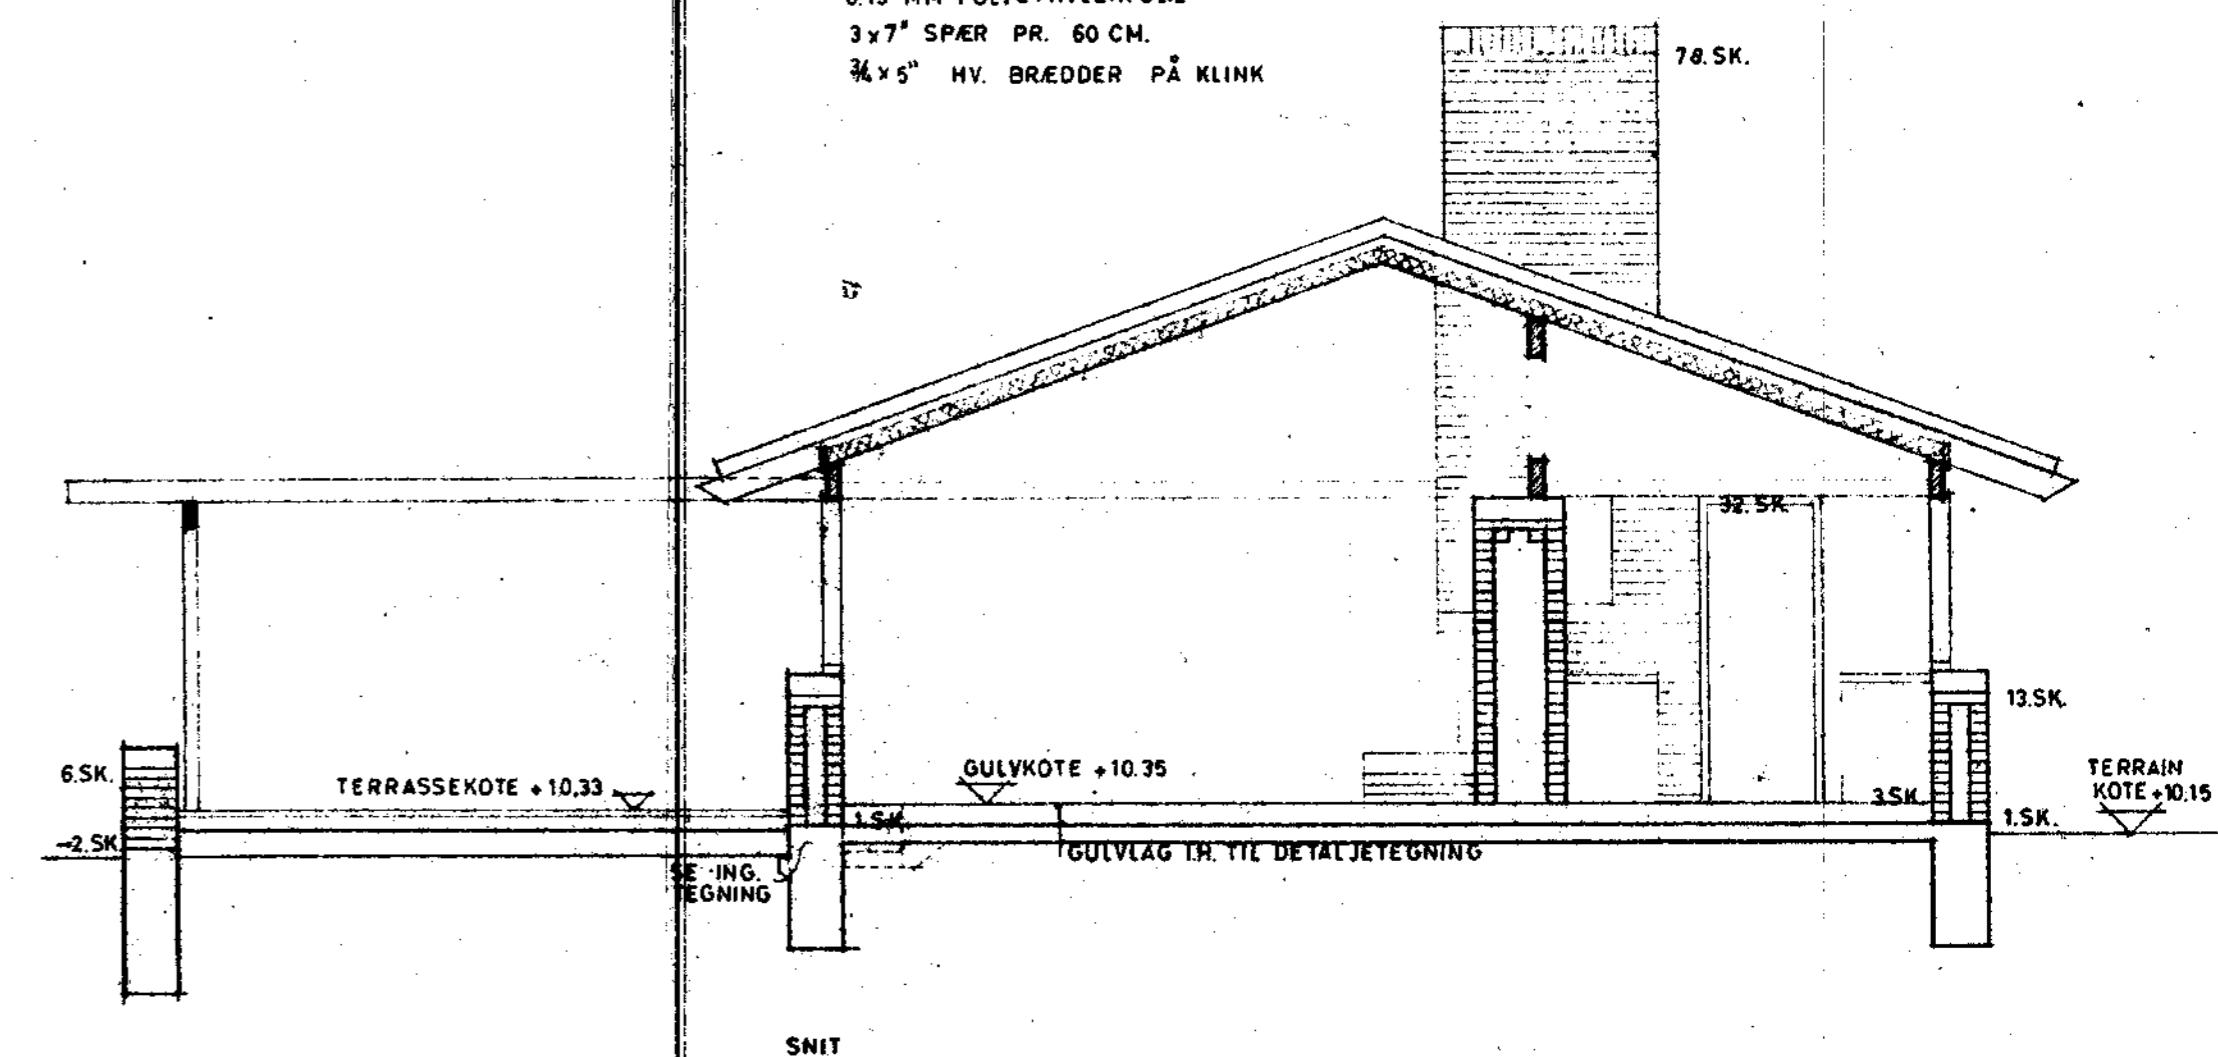 3x7" SPÆR PR. 60 CM.
¾x5" HV. BRÆDDER PÅ KLINK
78. SK.
32. SK.
13. SK.
6. SK.
TERRASSEKOTE +10,33
GULVKOTE +10.35
TERRAIN
KOTE +10.15
3. SK.
1. SK.
1. SK.
-2. SK.
GULVLAG I.H. TIL DETALJETEGNING
SE ING.
TEGNING
SNIT